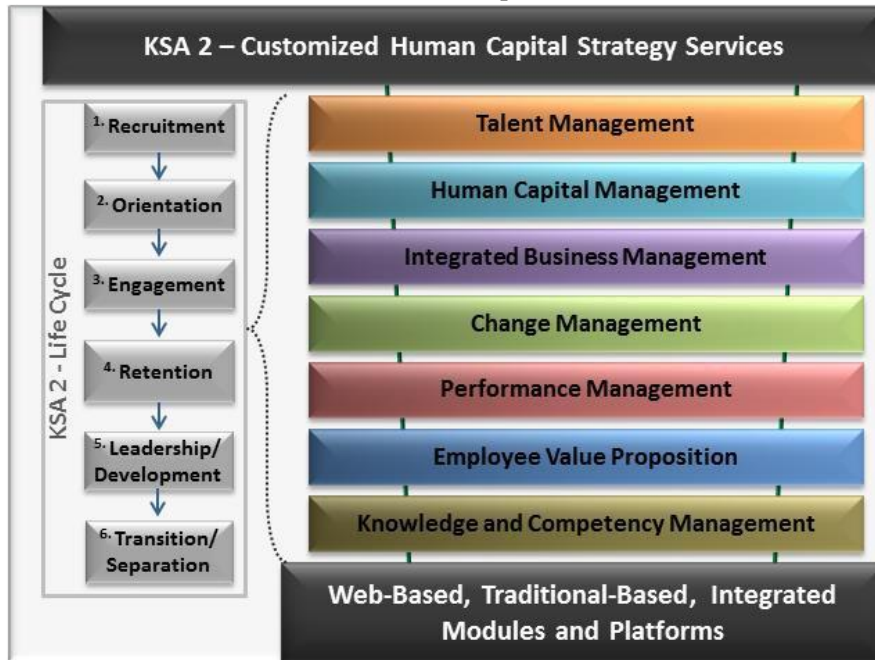 KSA 2 – Customized Human Capital Strategy Services
KSA 2 - Life Cycle
1. Recruitment
2. Orientation
3. Engagement
4. Retention
5. Leadership/
Development
6. Transition/
Separation
Talent Management
Human Capital Management
Integrated Business Management
Change Management
Performance Management
Employee Value Proposition
Knowledge and Competency Management
Web-Based, Traditional-Based, Integrated
Modules and Platforms